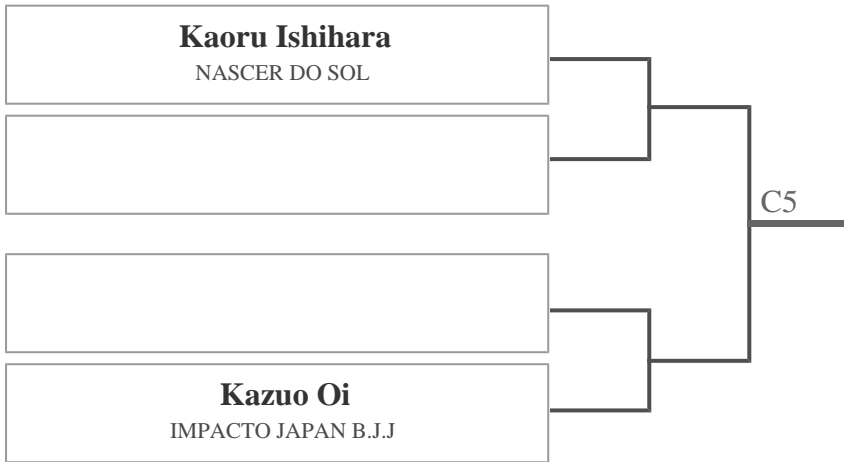 Kaoru Ishihara
NASCER DO SOL
C5
Kazuo Oi
IMPACTO JAPAN B.J.J